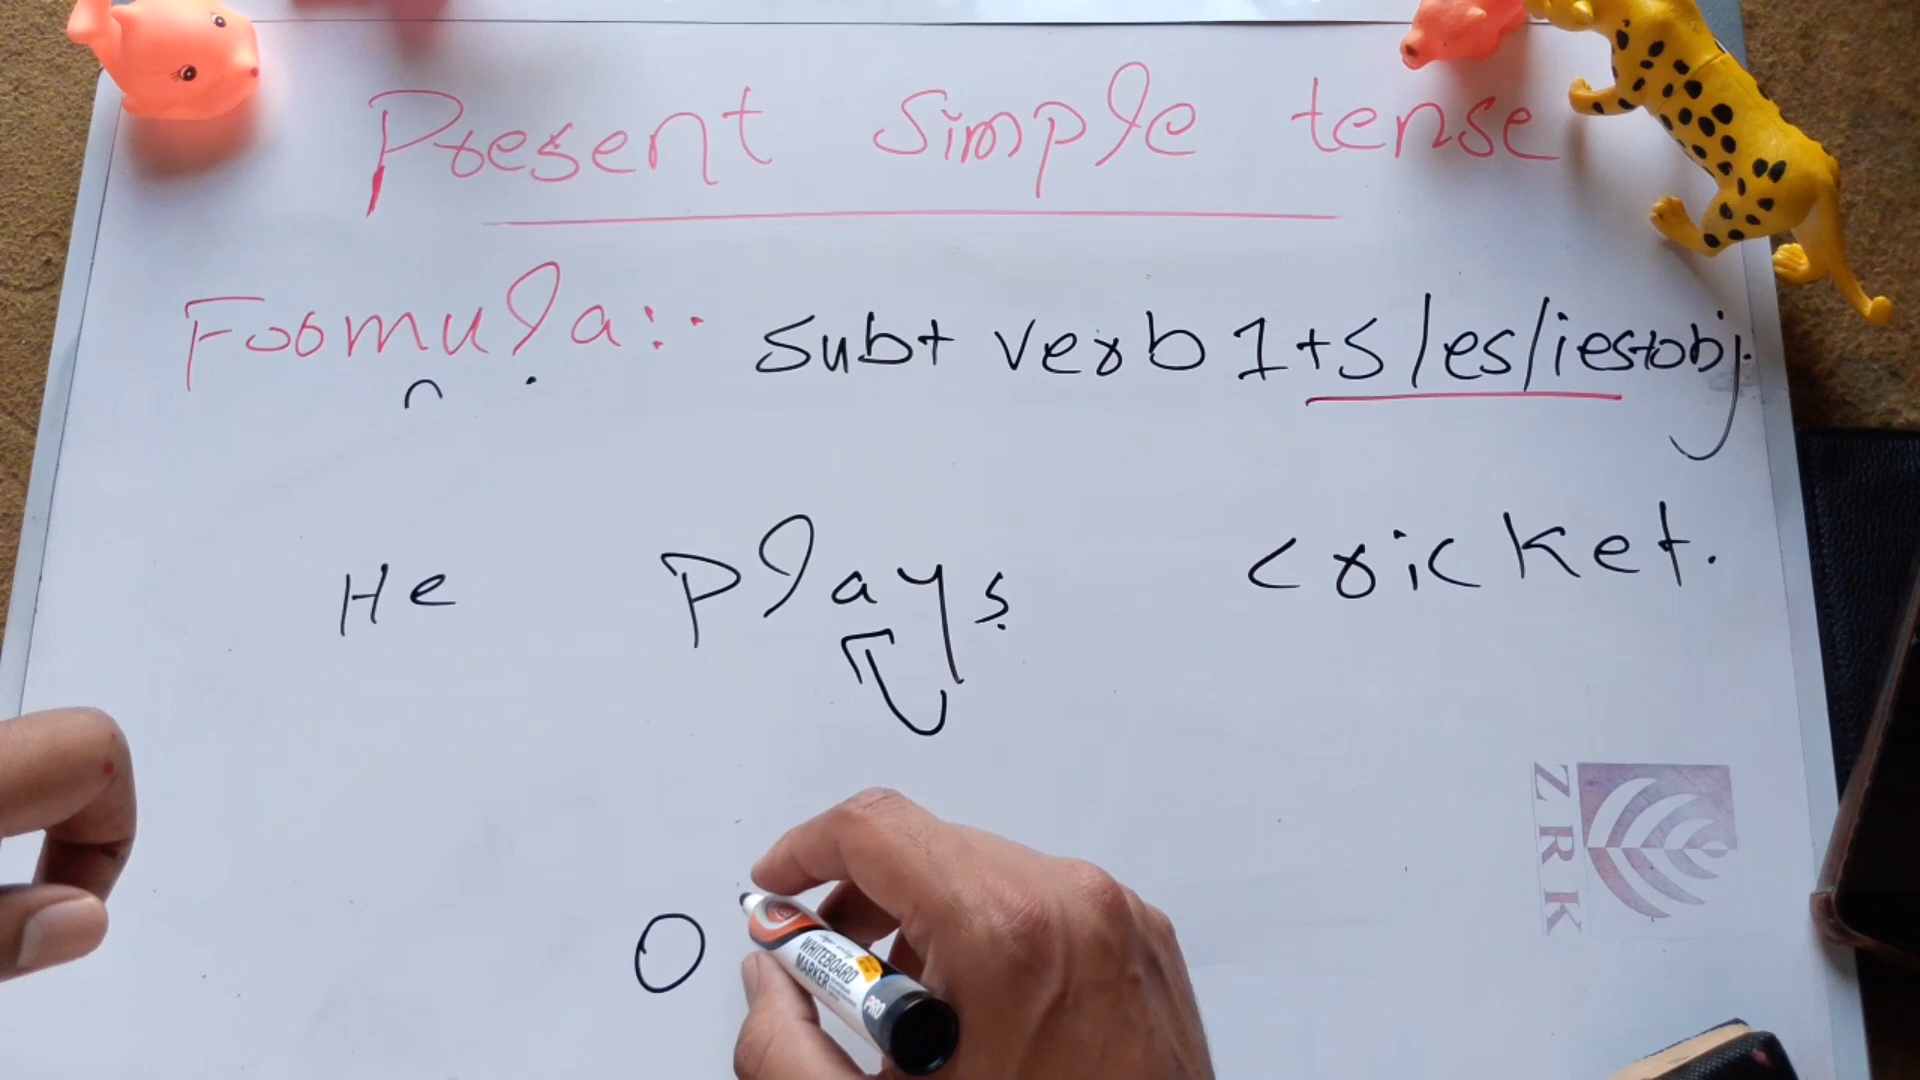 Present Simple tense
Formula:-
Sub+ verb 1+S/es/ies+obj.
He plays cricket.
O
ZRK
WHITEBOARD
MARKER
PRO